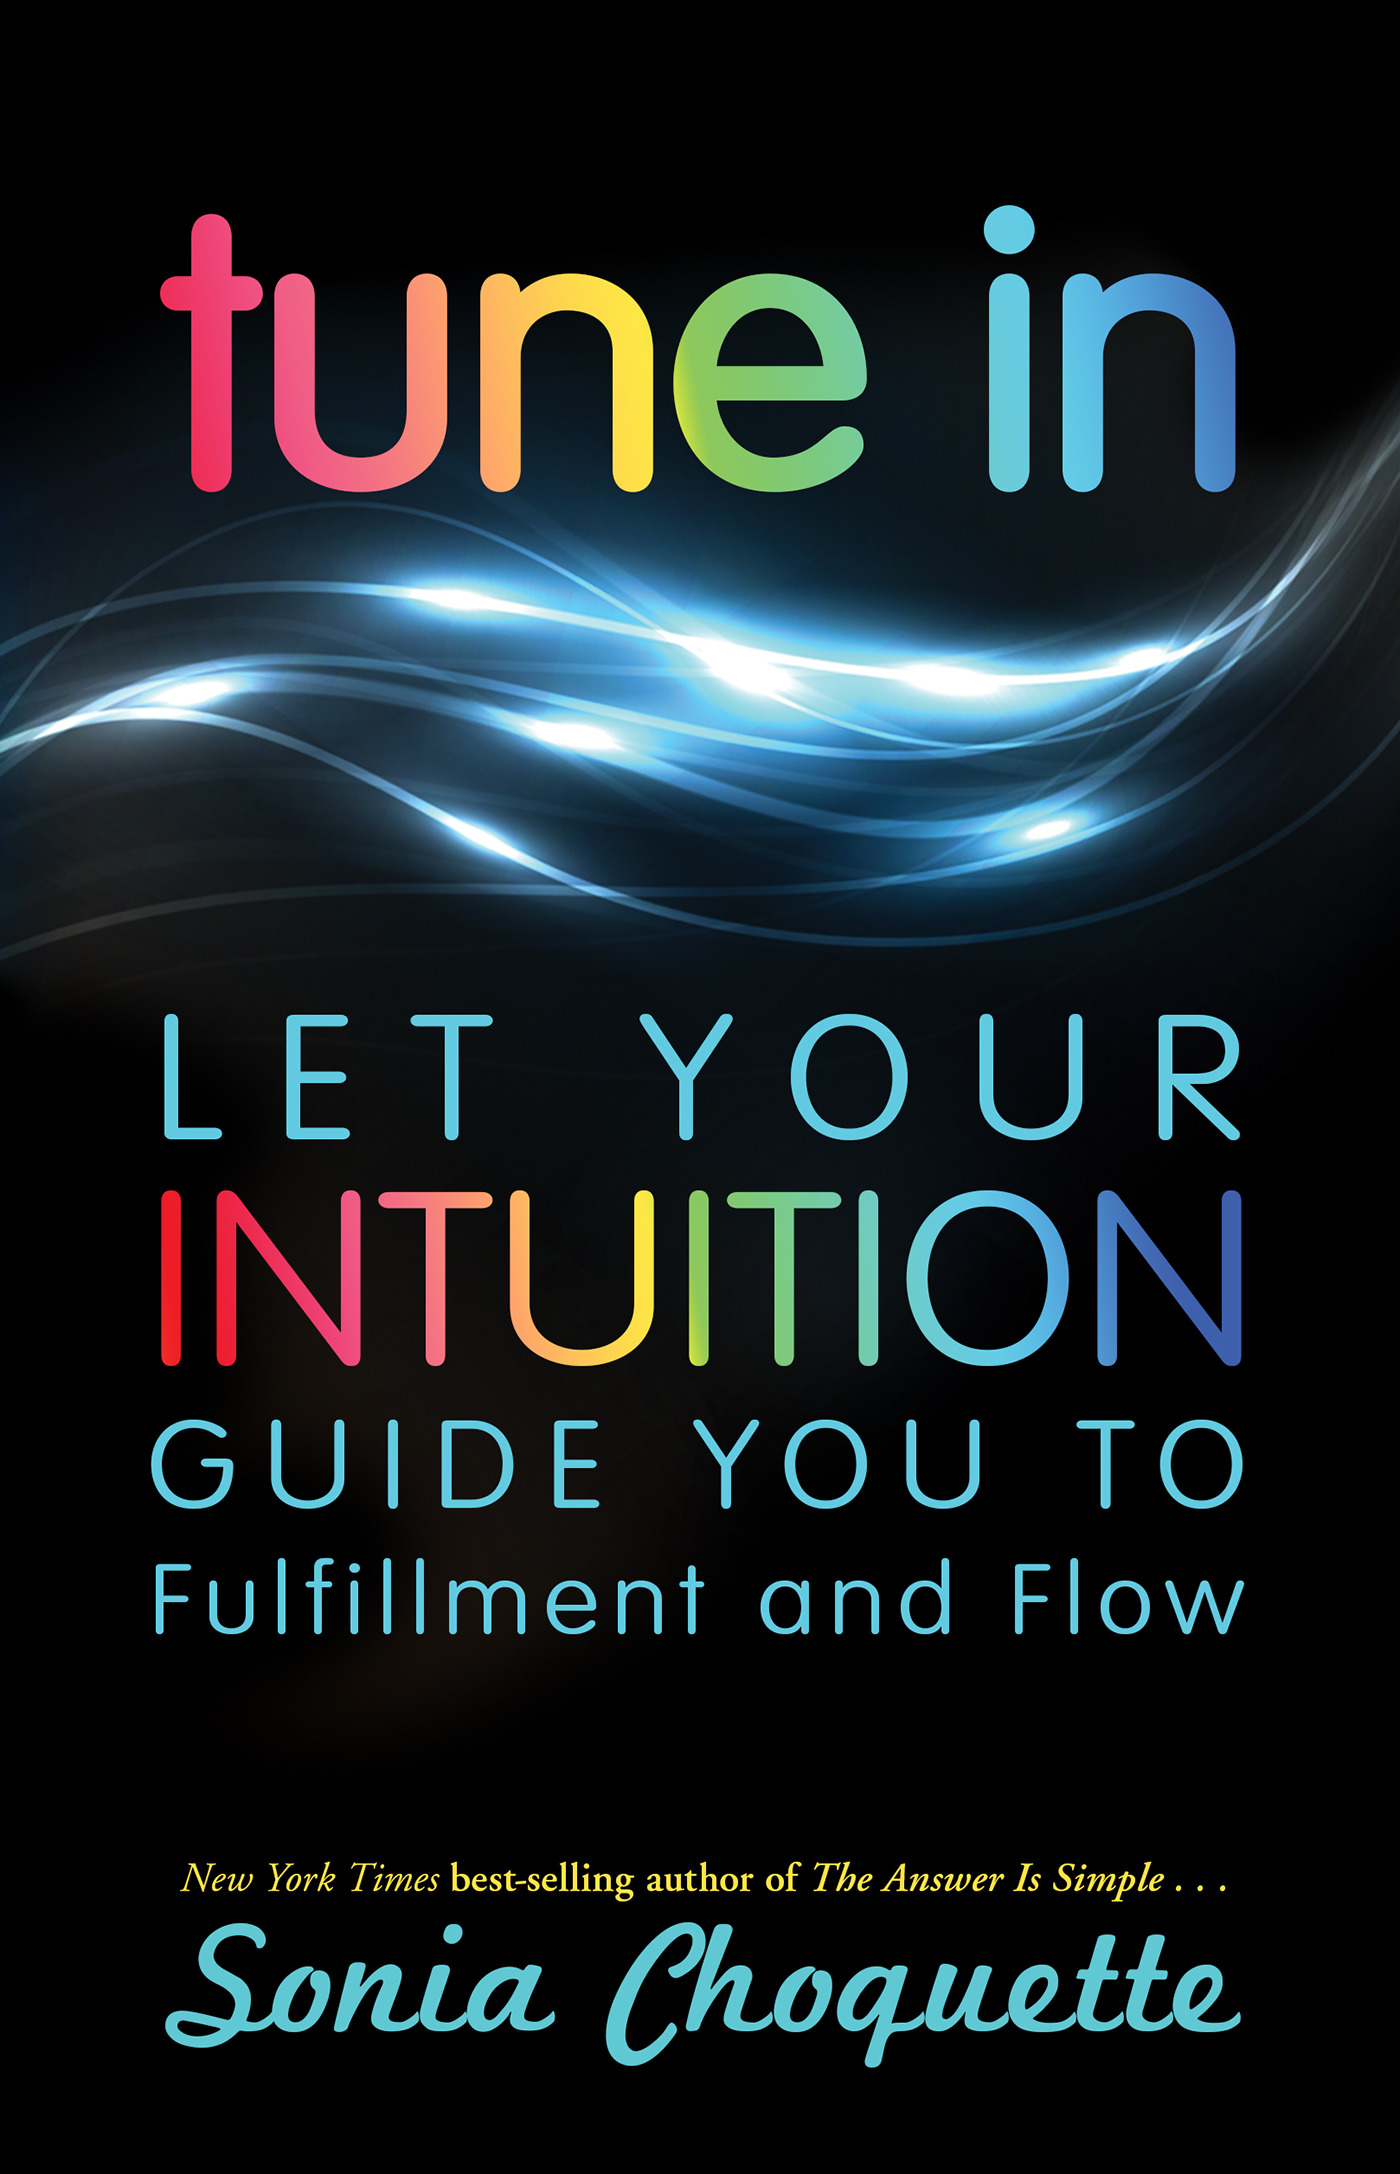 tune in
LET YOUR
INTUITION
GUIDE YOU TO
Fulfillment and Flow
New York Times best-selling author of The Answer Is Simple . . .
Sonia Choquette